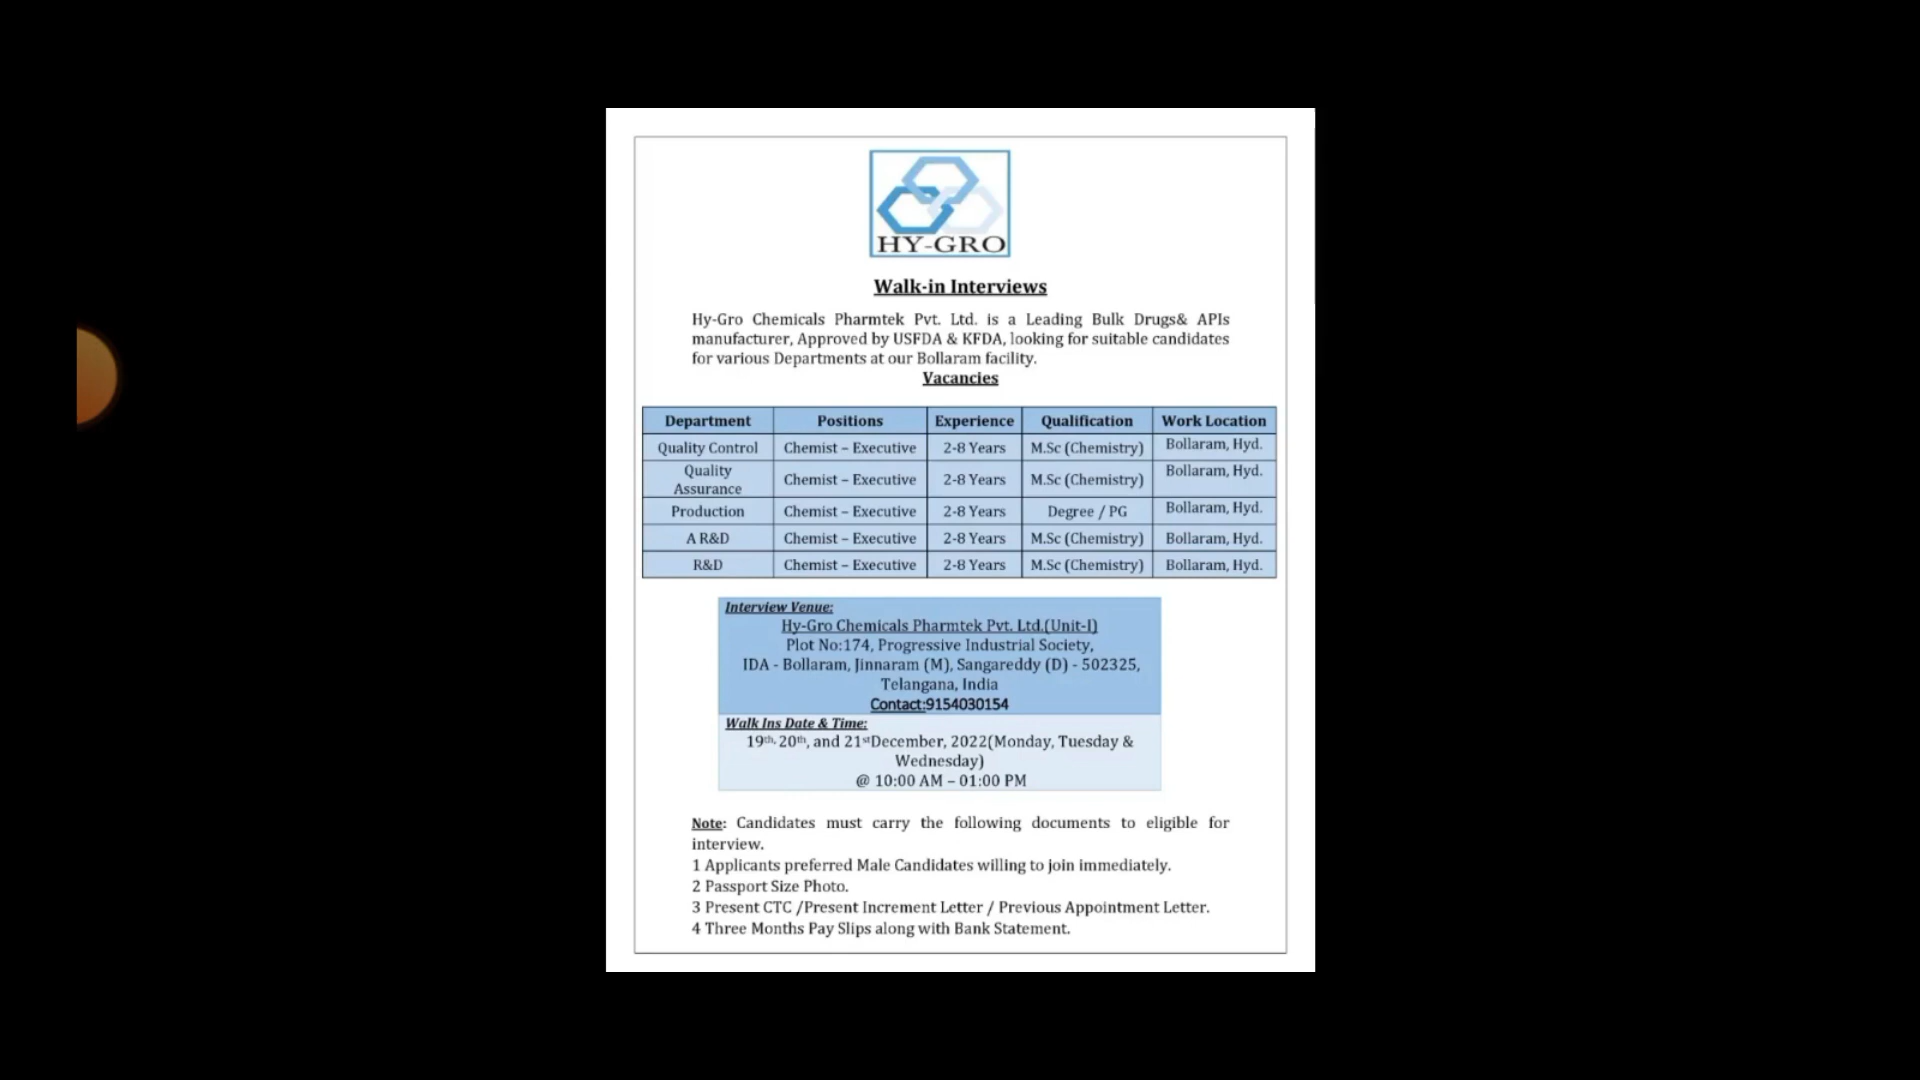 HY-GRO
Walk-in Interviews
Hy-Gro Chemicals Pharmtek Pvt. Ltd. is a Leading Bulk Drugs& APIs
manufacturer, Approved by USFDA & KFDA, looking for suitable candidates
for various Departments at our Bollaram facility.
Vacancies
Department Positions Experience Qualification Work Location
Quality Control Chemist – Executive 2-8 Years M.Sc (Chemistry) Bollaram, Hyd.
Quality
Assurance Chemist – Executive 2-8 Years M.Sc (Chemistry) Bollaram, Hyd.
Production Chemist – Executive 2-8 Years Degree / PG Bollaram, Hyd.
A R&D Chemist – Executive 2-8 Years M.Sc (Chemistry) Bollaram, Hyd.
R&D Chemist – Executive 2-8 Years M.Sc (Chemistry) Bollaram, Hyd.
Interview Venue:
Hy-Gro Chemicals Pharmtek Pvt. Ltd.(Unit-I)
Plot No:174, Progressive Industrial Society,
IDA - Bollaram, Jinnaram (M), Sangareddy (D) - 502325,
Telangana, India
Contact:9154030154
Walk Ins Date & Time:
19th, 20th, and 21stDecember, 2022(Monday, Tuesday &
Wednesday)
@ 10:00 AM – 01:00 PM
Note: Candidates must carry the following documents to eligible for
interview.
1 Applicants preferred Male Candidates willing to join immediately.
2 Passport Size Photo.
3 Present CTC /Present Increment Letter / Previous Appointment Letter.
4 Three Months Pay Slips along with Bank Statement.